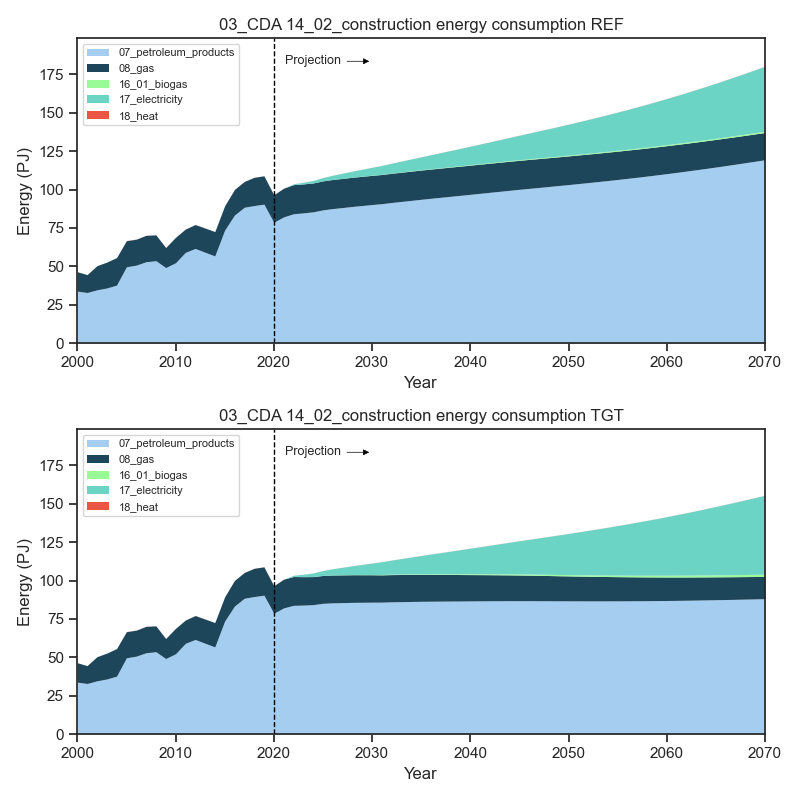 03_CDA 14_02_construction energy consumption REF
07_petroleum_products
08_gas
16_01_biogas
17_electricity
18_heat
Projection
Energy (PJ)
175
150
125
100
75
50
25
0
2000
2010
2020
2030
2040
2050
2060
2070
Year
03_CDA 14_02_construction energy consumption TGT
07_petroleum_products
08_gas
16_01_biogas
17_electricity
18_heat
Projection
Energy (PJ)
175
150
125
100
75
50
25
0
2000
2010
2020
2030
2040
2050
2060
2070
Year